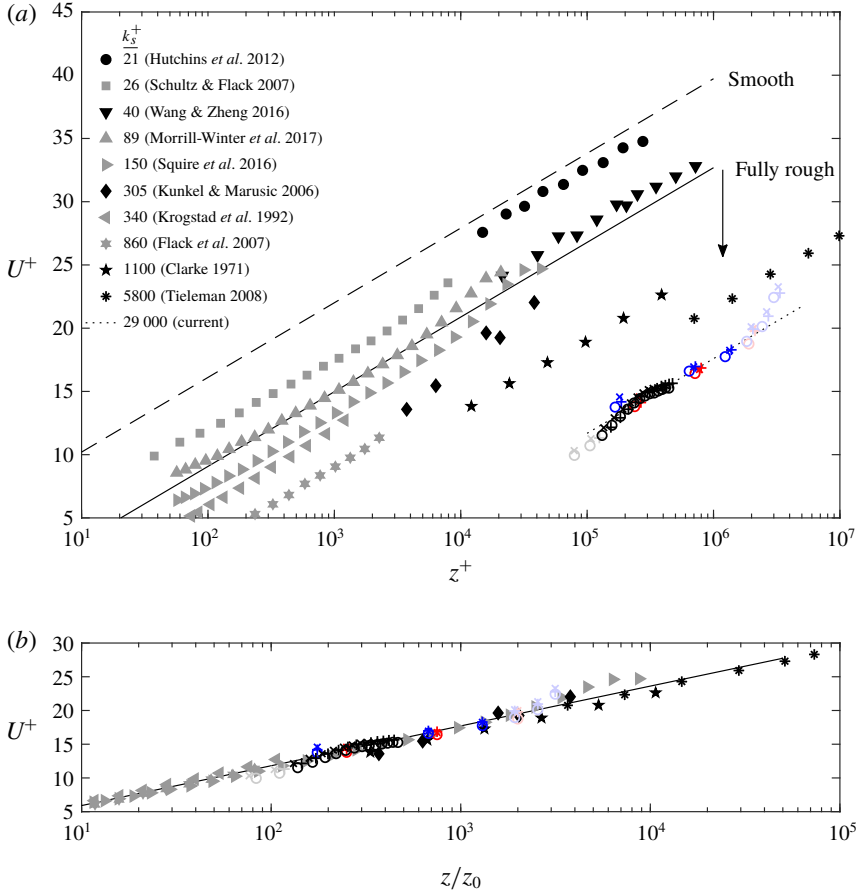 (a)
45
40
35
30
25
20
15
10
5
U+
ks+
21 (Hutchins et al. 2012)
26 (Schultz & Flack 2007)
40 (Wang & Zheng 2016)
89 (Morrill-Winter et al. 2017)
150 (Squire et al. 2016)
305 (Kunkel & Marusic 2006)
340 (Krogstad et al. 1992)
860 (Flack et al. 2007)
1100 (Clarke 1971)
5800 (Tieleman 2008)
29 000 (current)
Smooth
Fully rough
10^1 10^2 10^3 10^4 10^5 10^6 10^7
z+
(b)
30
25
20
15
10
5
U+
10^1 10^2 10^3 10^4 10^5
z/z0